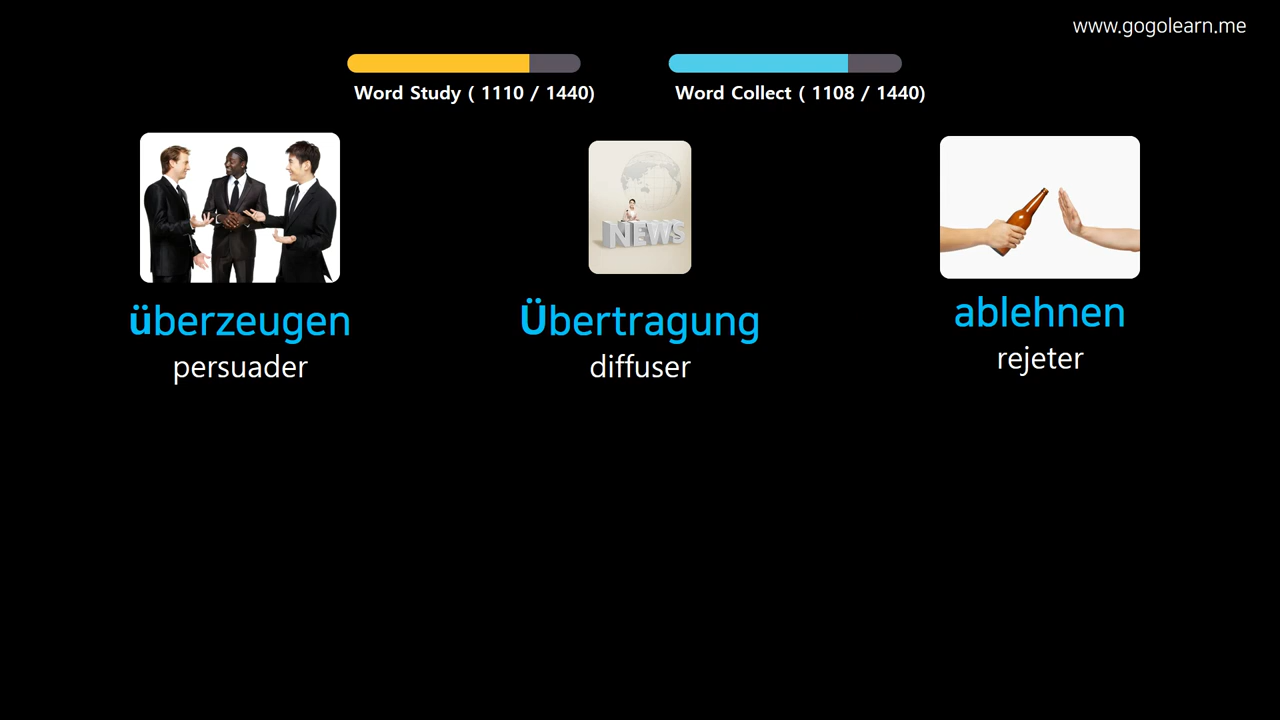 www.gogolearn.me
Word Study ( 1110 / 1440)
Word Collect ( 1108 / 1440)
NEWS
überzeugen
persuader
Übertragung
diffuser
ablehnen
rejeter